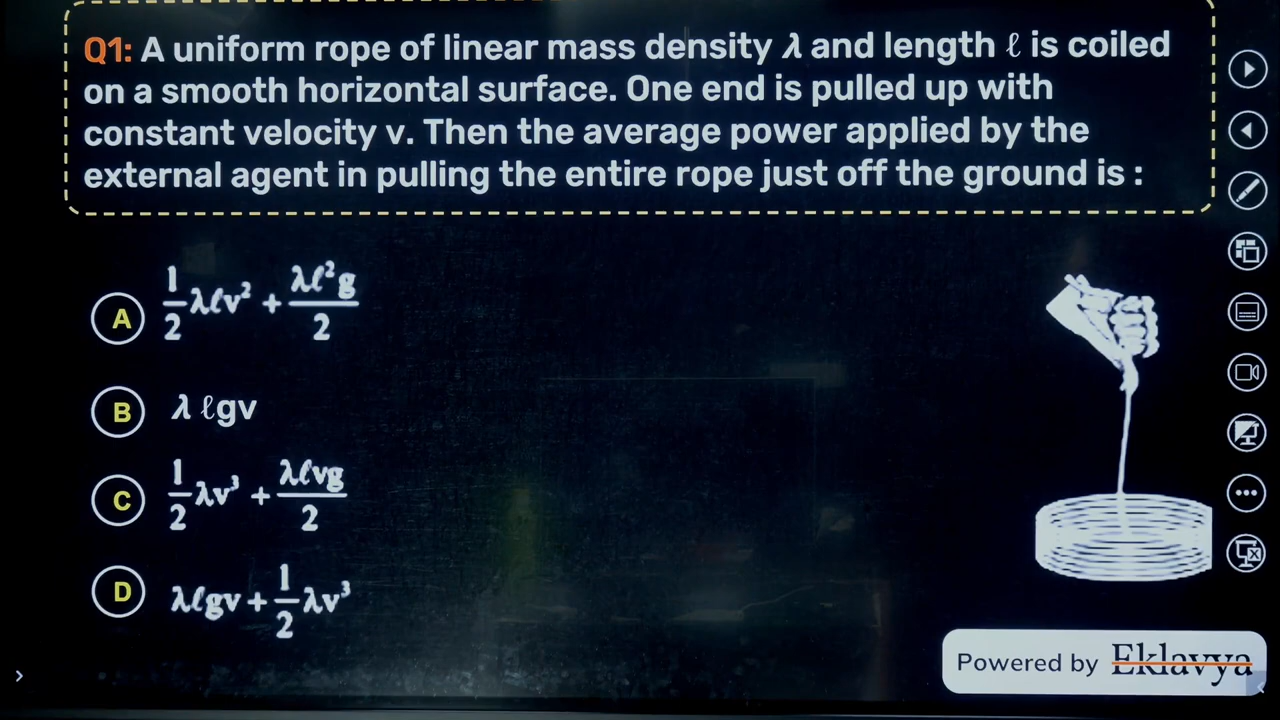 Q1: A uniform rope of linear mass density λ and length ℓ is coiled
on a smooth horizontal surface. One end is pulled up with
constant velocity v. Then the average power applied by the
external agent in pulling the entire rope just off the ground is :
A 1/2 λℓv² + λℓ²g/2
B λ ℓgv
C 1/2 λv³ + λℓvg/2
D λℓgv + 1/2 λv³
Powered by Eklavya